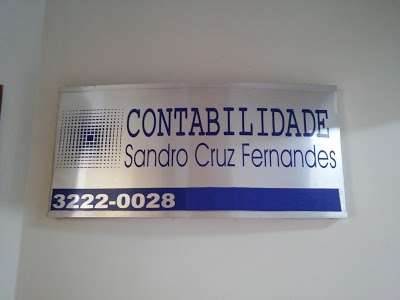 CONTABILIDADE
Sandro Cruz Fernandes
3222-0028